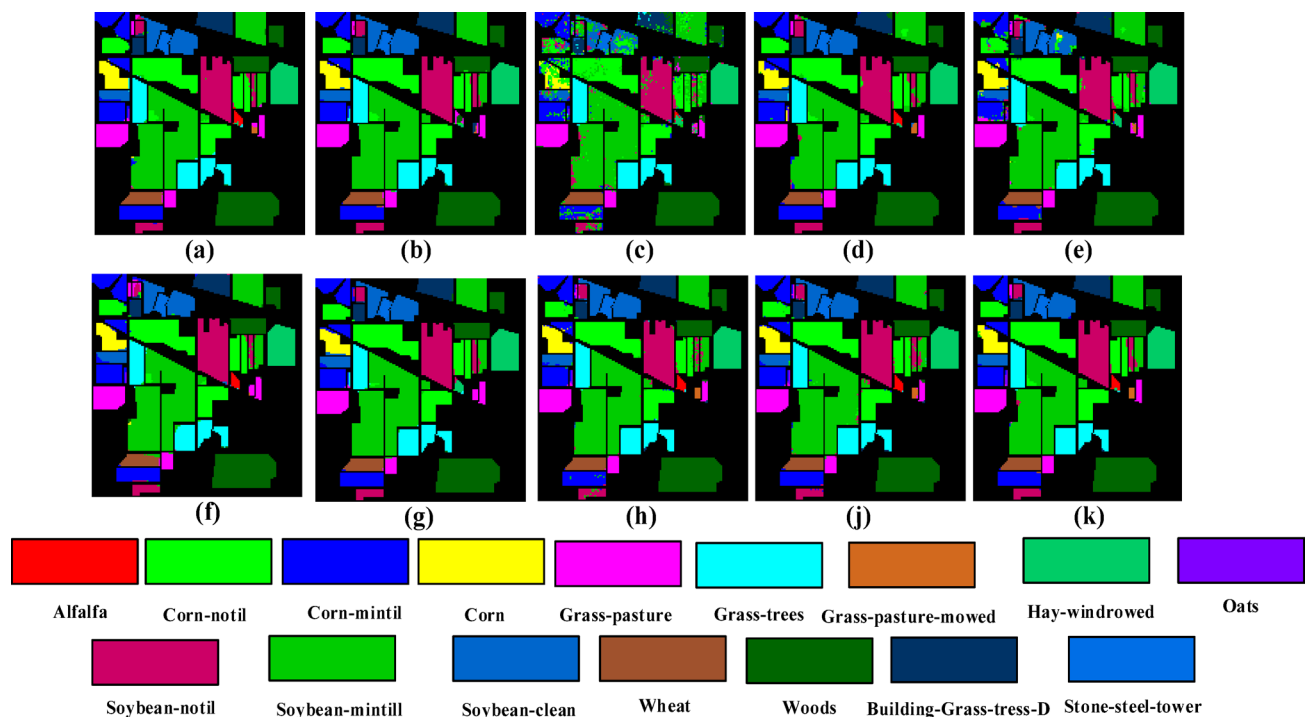 (a) (b) (c) (d) (e)
(f) (g) (h) (j) (k)
Alfalfa Corn-notil Corn-mintil Corn Grass-pasture Grass-trees Grass-pasture-mowed Hay-windrowed Oats
Soybean-notil Soybean-mintill Soybean-clean Wheat Woods Building-Grass-tress-D Stone-steel-tower